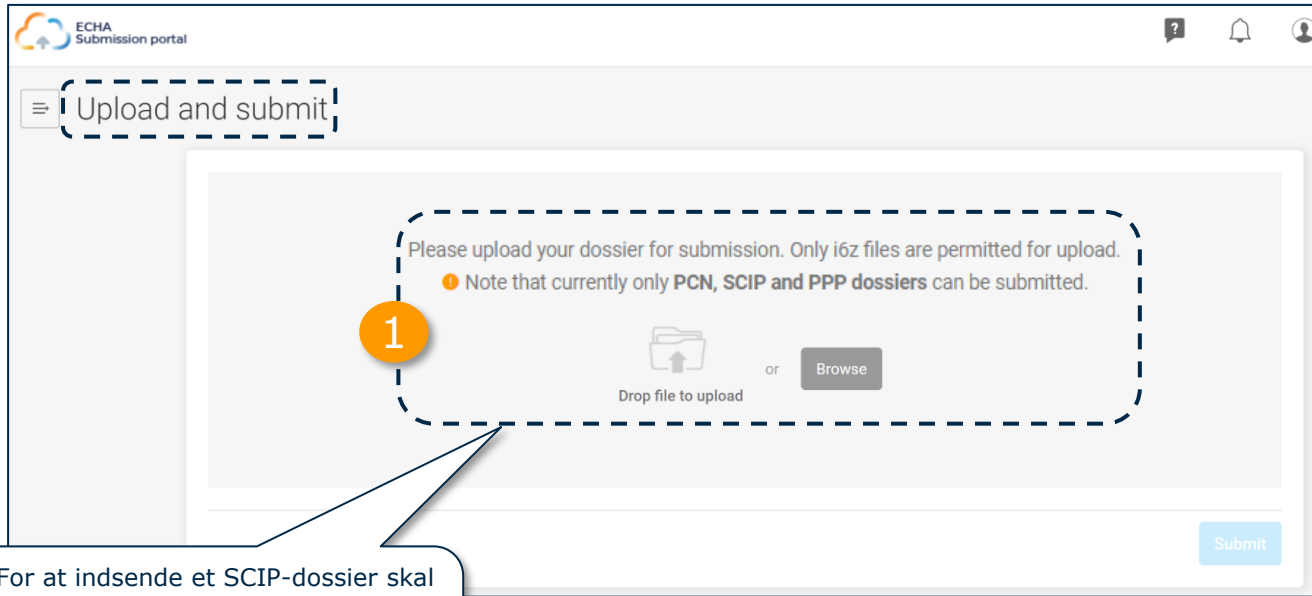 ECHA
Submission portal
?
Upload and submit
Please upload your dossier for submission. Only i6z files are permitted for upload.
! Note that currently only PCN, SCIP and PPP dossiers can be submitted.
1
or
Browse
Drop file to upload
Submit
For at indsende et SCIP-dossier skal